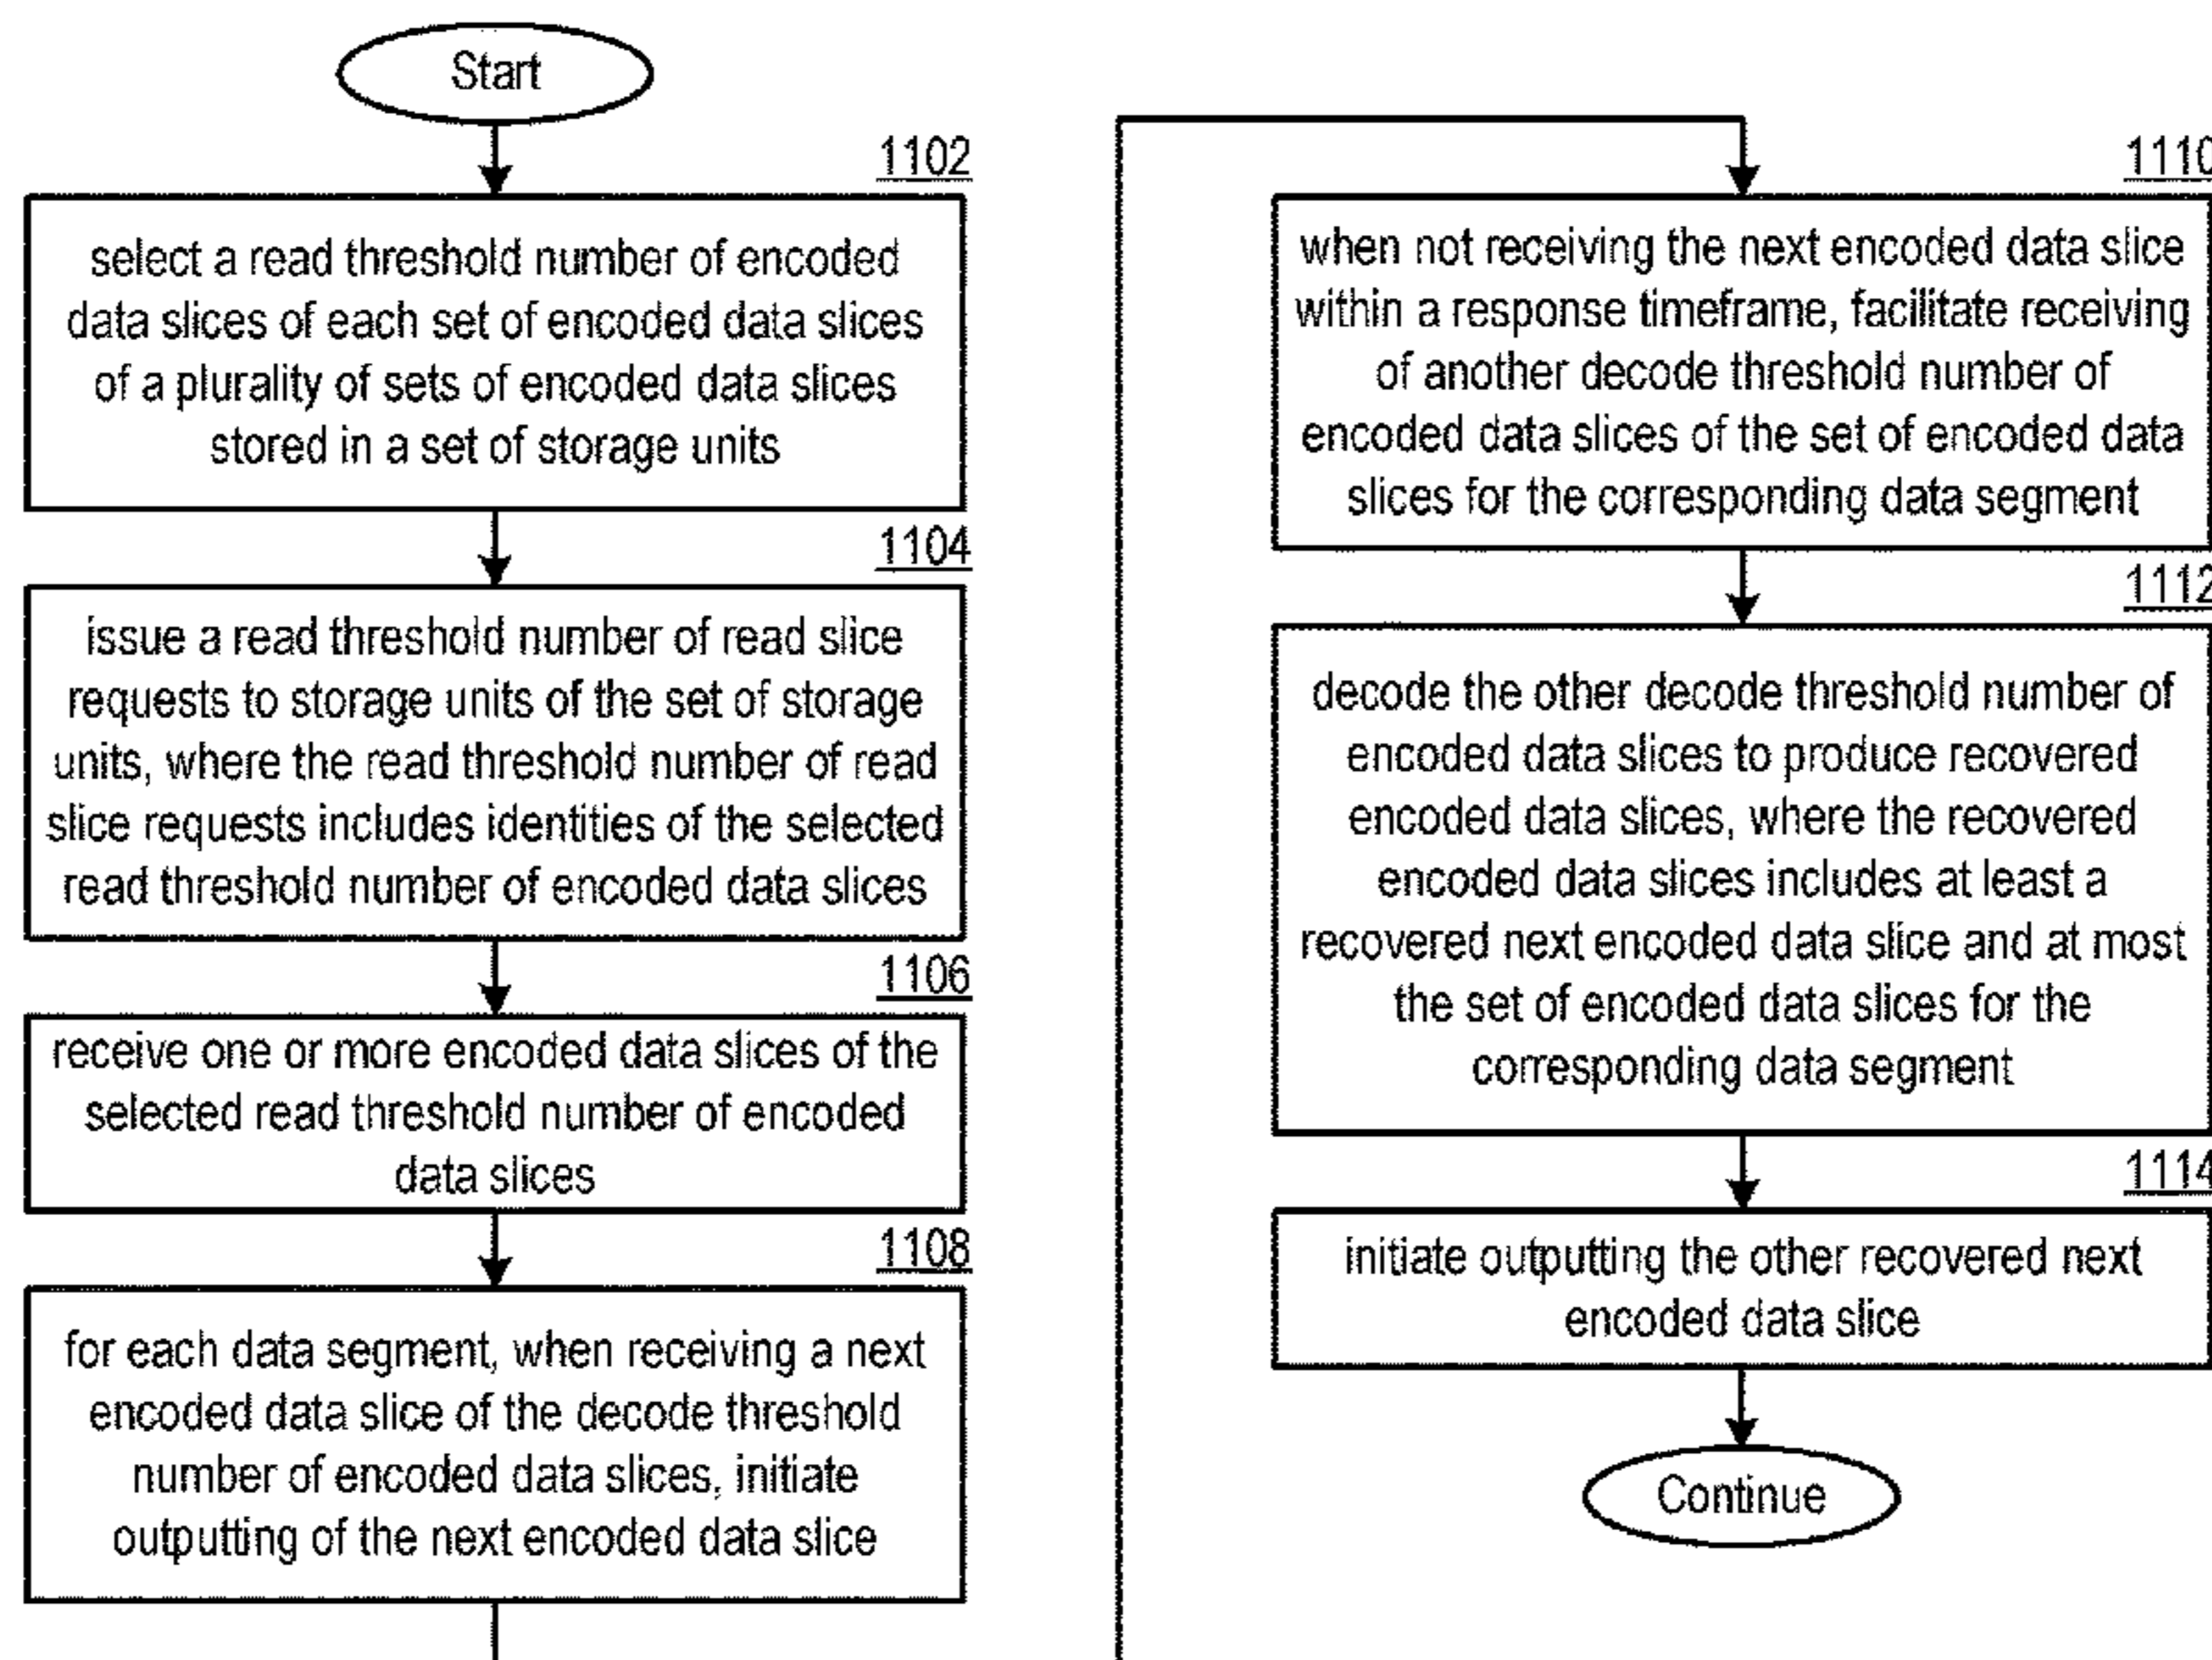 Start
1102
select a read threshold number of encoded
data slices of each set of encoded data slices
of a plurality of sets of encoded data slices
stored in a set of storage units
1104
issue a read threshold number of read slice
requests to storage units of the set of storage
units, where the read threshold number of read
slice requests includes identities of the selected
read threshold number of encoded data slices
1106
receive one or more encoded data slices of the
selected read threshold number of encoded
data slices
1108
for each data segment, when receiving a next
encoded data slice of the decode threshold
number of encoded data slices, initiate
outputting of the next encoded data slice
1110
when not receiving the next encoded data slice
within a response timeframe, facilitate receiving
of another decode threshold number of
encoded data slices of the set of encoded data
slices for the corresponding data segment
1112
decode the other decode threshold number of
encoded data slices to produce recovered
encoded data slices, where the recovered
encoded data slices includes at least a
recovered next encoded data slice and at most
the set of encoded data slices for the
corresponding data segment
1114
initiate outputting the other recovered next
encoded data slice
Continue